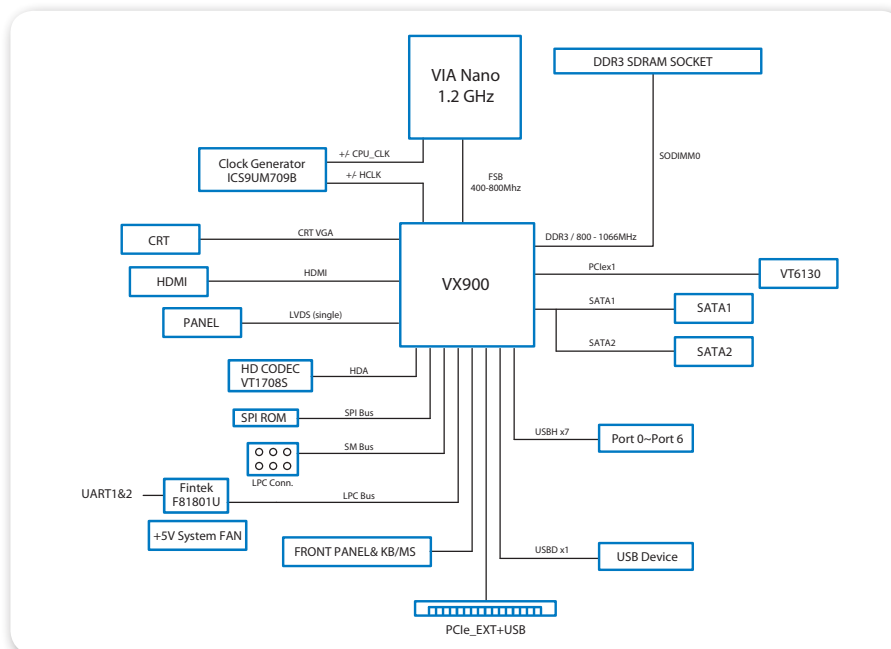 VIA Nano
1.2 GHz
DDR3 SDRAM SOCKET
Clock Generator
ICS9UM709B
+/- CPU_CLK
+/- HCLK
FSB
400-800Mhz
SODIMM0
CRT
CRT VGA
DDR3 / 800 - 1066MHz
HDMI
HDMI
VX900
PCIex1
VT6130
PANEL
LVDS (single)
SATA1
SATA1
SATA2
SATA2
HD CODEC
VT1708S
HDA
SPI ROM
SPI Bus
USBH x7
Port 0~Port 6
SM Bus
LPC Conn.
UART1&2
Fintek
F81801U
LPC Bus
+5V System FAN
FRONT PANEL& KB/MS
USBD x1
USB Device
PCIe_EXT+USB